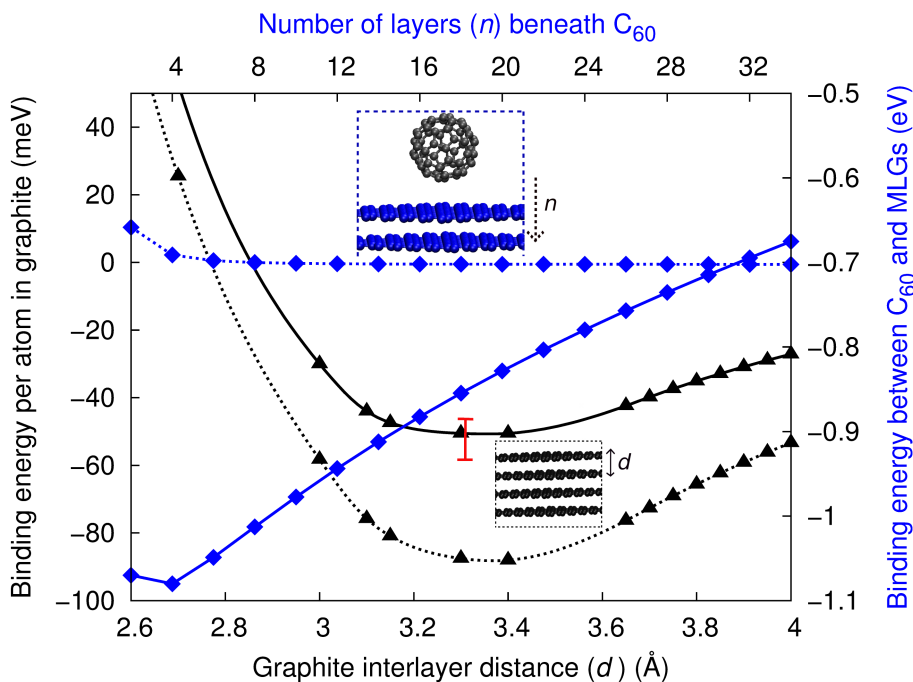 Number of layers (n) beneath C60
4 8 12 16 20 24 28 32
Binding energy per atom in graphite (meV)
40
20
0
−20
−40
−60
−80
−100
n
d
−0.5
−0.6
−0.7
−0.8
−0.9
−1
−1.1
Binding energy between C60 and MLGs (eV)
2.6 2.8 3 3.2 3.4 3.6 3.8 4
Graphite interlayer distance (d ) (Å)